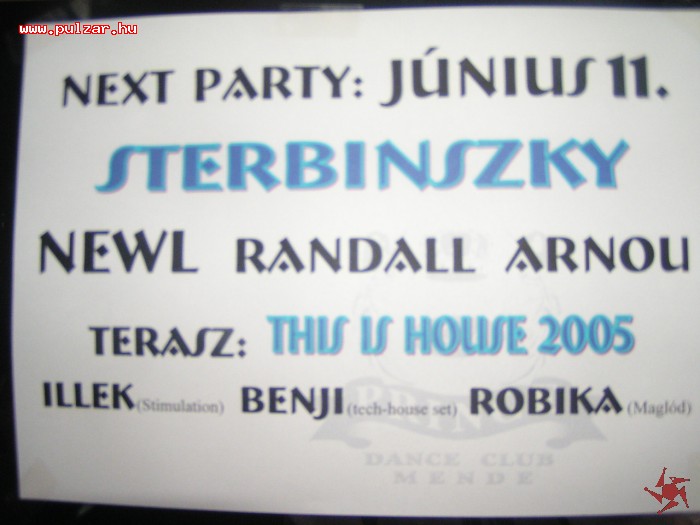 www.pulzar.hu
NEXT PARTY: JÚNIUS 11.
STERBINSZKY
NEWL RANDALL ARNOU
TERASZ: THIS IS HOUSE 2005
ILLEK (Stimulation) BENJI (tech-house set) ROBIKA (Maglód)
PRINCE
DANCE CLUB
MENDE